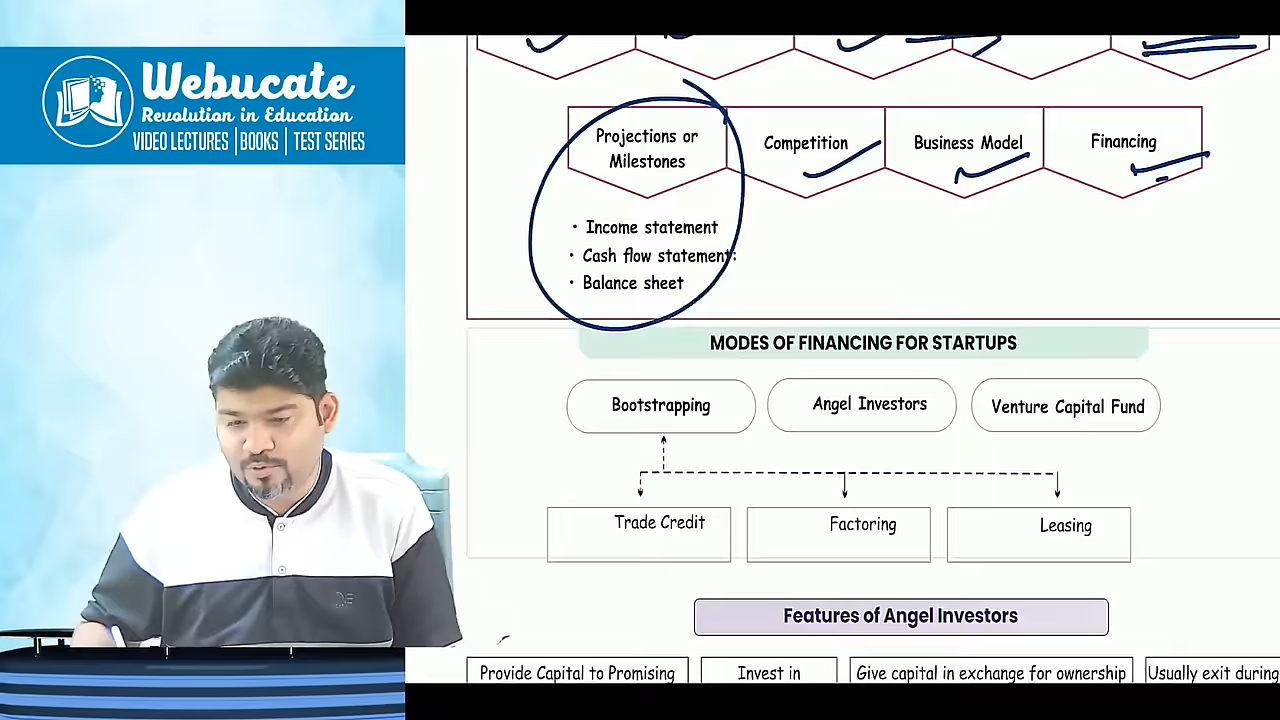 Webucate
Revolution in Education
VIDEO LECTURES | BOOKS | TEST SERIES
Projections or
Milestones
Competition
Business Model
Financing
• Income statement
• Cash flow statement:
• Balance sheet
MODES OF FINANCING FOR STARTUPS
Bootstrapping
Angel Investors
Venture Capital Fund
Trade Credit
Factoring
Leasing
Features of Angel Investors
Provide Capital to Promising
Invest in
Give capital in exchange for ownership
Usually exit during